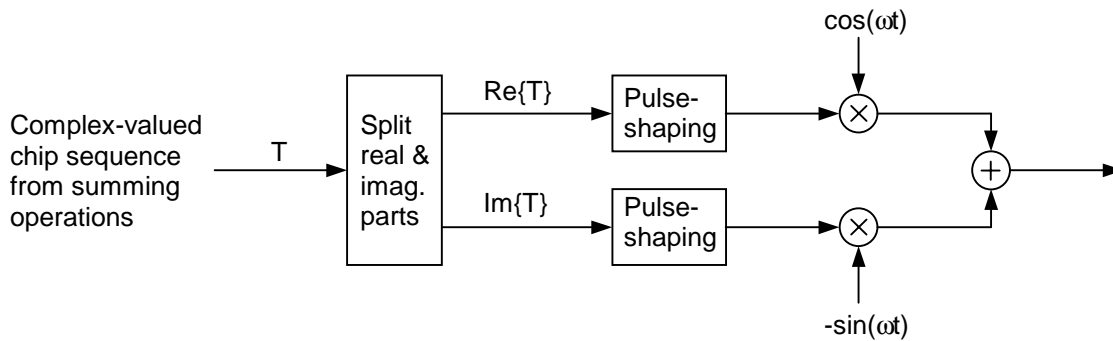 cos(ωt)
Complex-valued
chip sequence
from summing
operations
T
Split
real &
imag.
parts
Re{T}
Pulse-
shaping
Im{T}
Pulse-
shaping
-sin(ωt)